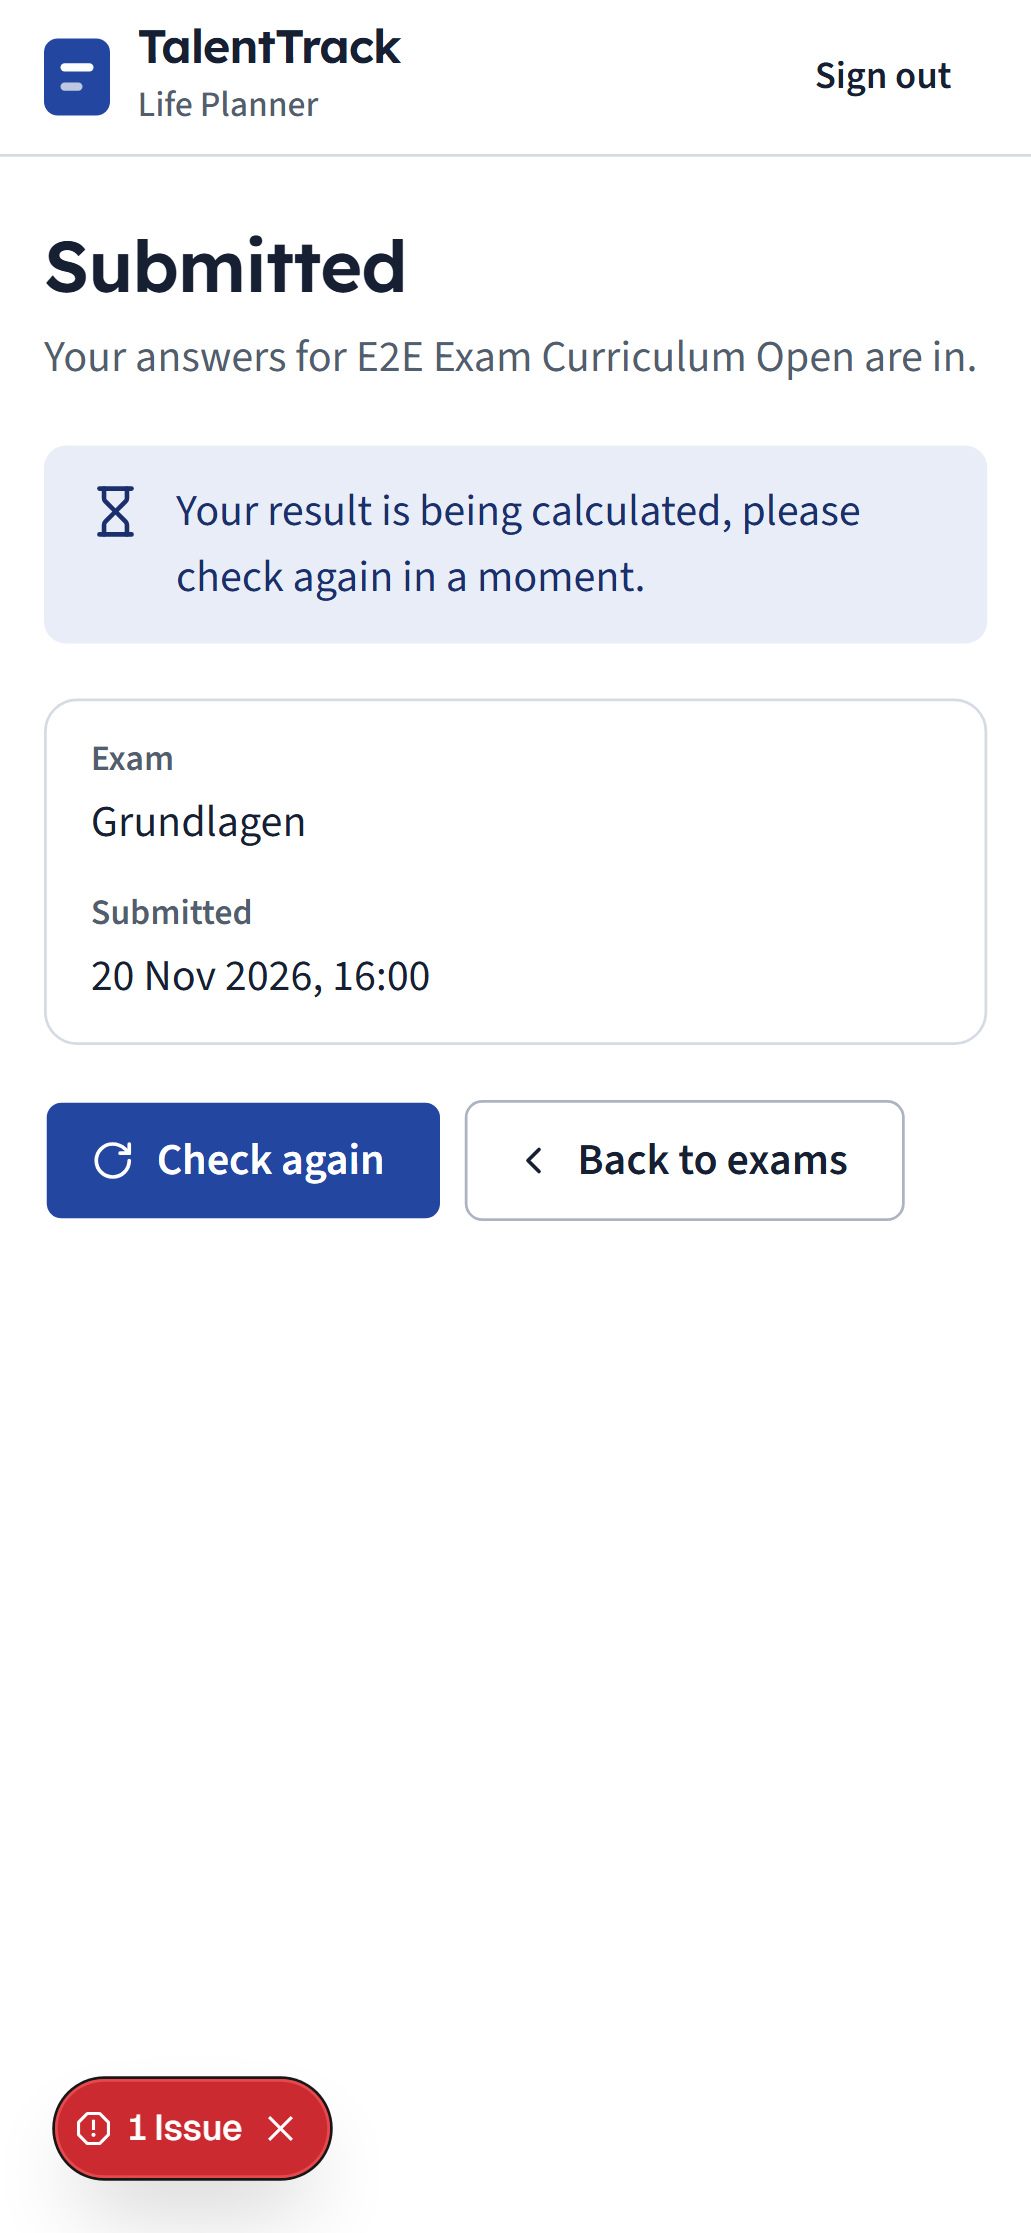 TalentTrack
Life Planner
Sign out
Submitted
Your answers for E2E Exam Curriculum Open are in.
Your result is being calculated, please
check again in a moment.
Exam
Grundlagen
Submitted
20 Nov 2026, 16:00
Check again
Back to exams
1 Issue